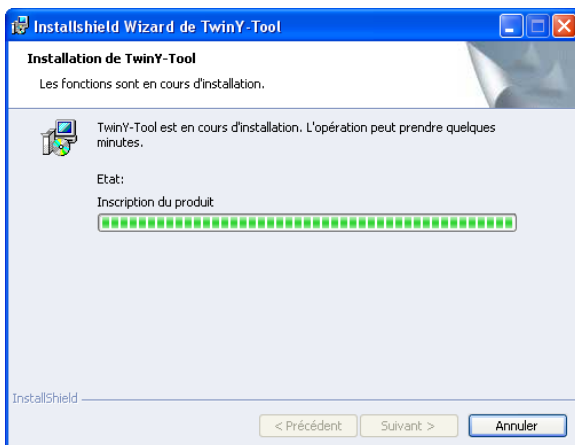 Installshield Wizard de TwinY-Tool
Installation de TwinY-Tool
Les fonctions sont en cours d'installation.
TwinY-Tool est en cours d'installation. L'opération peut prendre quelques
minutes.
Etat:
Inscription du produit
InstallShield
< Précédent
Suivant >
Annuler